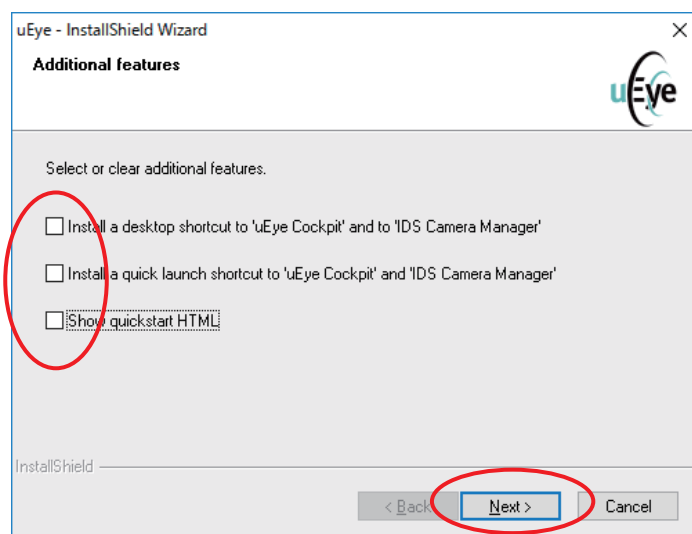 uEye - InstallShield Wizard
Additional features
uEye
Select or clear additional features.
Install a desktop shortcut to 'uEye Cockpit' and to 'IDS Camera Manager'
Install a quick launch shortcut to 'uEye Cockpit' and 'IDS Camera Manager'
Show quickstart HTML
InstallShield
< Back
Next >
Cancel